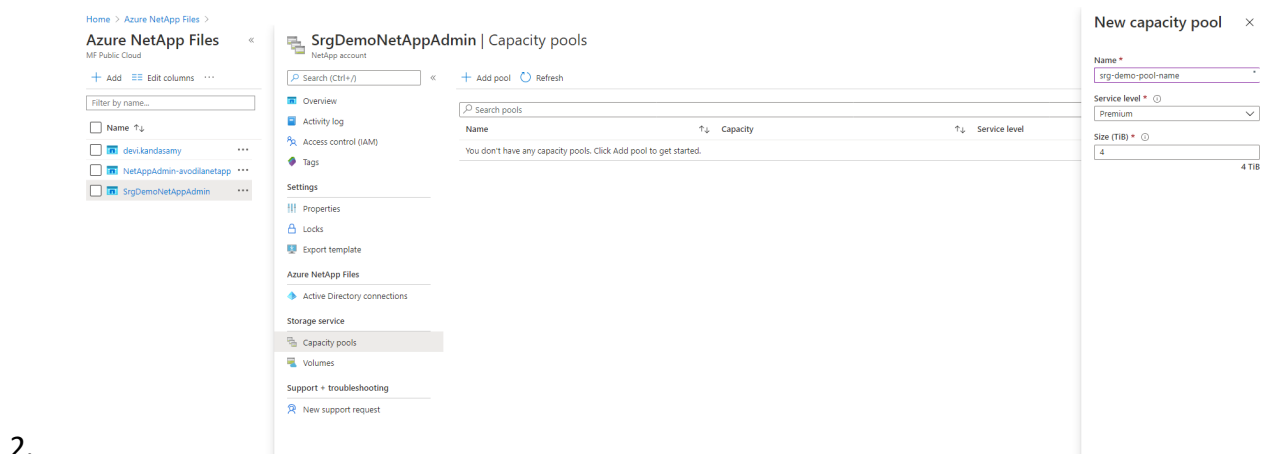 Home > Azure NetApp Files >
Azure NetApp Files «
MF Public Cloud
+ Add Edit columns ...
Filter by name...
Name ↑↓
devi.kandasamy ...
NetAppAdmin-avodilanetapp ...
SrgDemoNetAppAdmin ...
SrgDemoNetAppAdmin | Capacity pools
NetApp account
Search (Ctrl+/) «
Overview
Activity log
Access control (IAM)
Tags
Settings
Properties
Locks
Export template
Azure NetApp Files
Active Directory connections
Storage service
Capacity pools
Volumes
Support + troubleshooting
New support request
+ Add pool Refresh
Search pools
Name ↑↓ Capacity ↑↓ Service level
You don't have any capacity pools. Click Add pool to get started.
New capacity pool ×
Name *
srg-demo-pool-name
Service level *
Premium
Size (TiB) *
4
4 TiB
2.